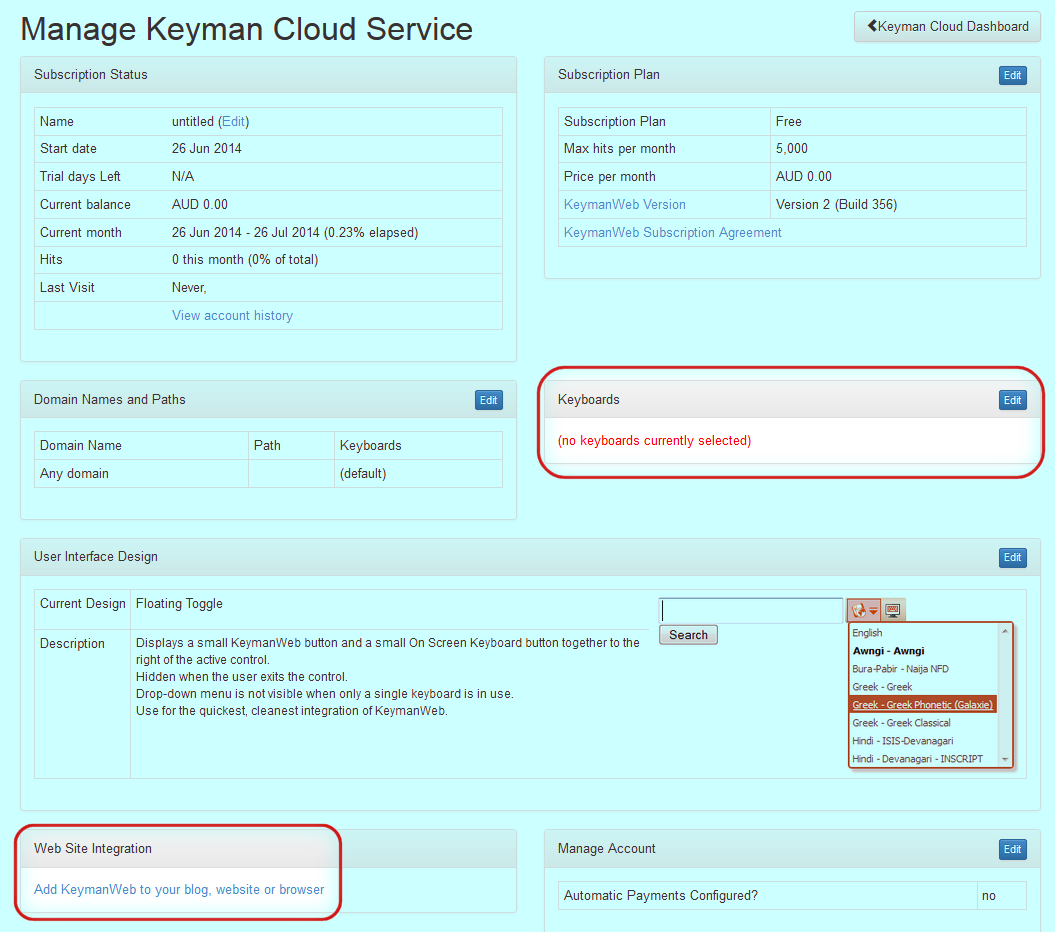 Manage Keyman Cloud Service
Keyman Cloud Dashboard
Subscription Status
Name untitled (Edit)
Start date 26 Jun 2014
Trial days Left N/A
Current balance AUD 0.00
Current month 26 Jun 2014 - 26 Jul 2014 (0.23% elapsed)
Hits 0 this month (0% of total)
Last Visit Never,
View account history
Subscription Plan Edit
Subscription Plan Free
Max hits per month 5,000
Price per month AUD 0.00
KeymanWeb Version Version 2 (Build 356)
KeymanWeb Subscription Agreement
Domain Names and Paths Edit
Domain Name Path Keyboards
Any domain (default)
Keyboards Edit
(no keyboards currently selected)
User Interface Design Edit
Current Design Floating Toggle
Description Displays a small KeymanWeb button and a small On Screen Keyboard button together to the
right of the active control.
Hidden when the user exits the control.
Drop-down menu is not visible when only a single keyboard is in use.
Use for the quickest, cleanest integration of KeymanWeb.
Search
English
Awngi - Awngi
Bura-Pabir - Naija NFD
Greek - Greek
Greek - Greek Phonetic (Galaxie)
Greek - Greek Classical
Hindi - ISIS-Devanagari
Hindi - Devanagari - INSCRIPT
Web Site Integration
Add KeymanWeb to your blog, website or browser
Manage Account Edit
Automatic Payments Configured? no